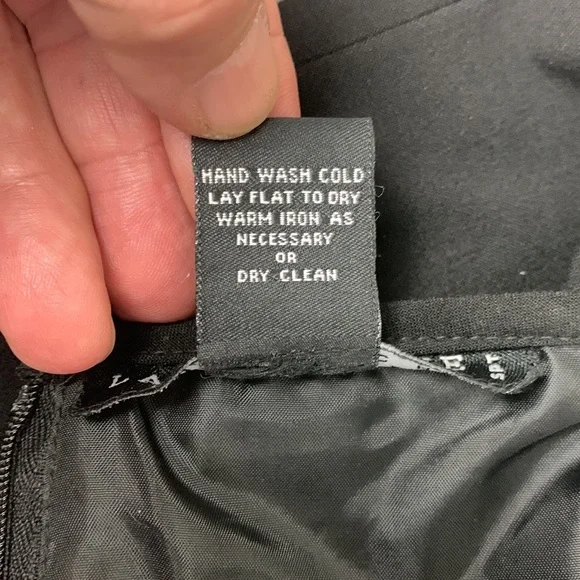 HAND WASH COLD
LAY FLAT TO DRY
WARM IRON AS
NECESSARY
OR
DRY CLEAN